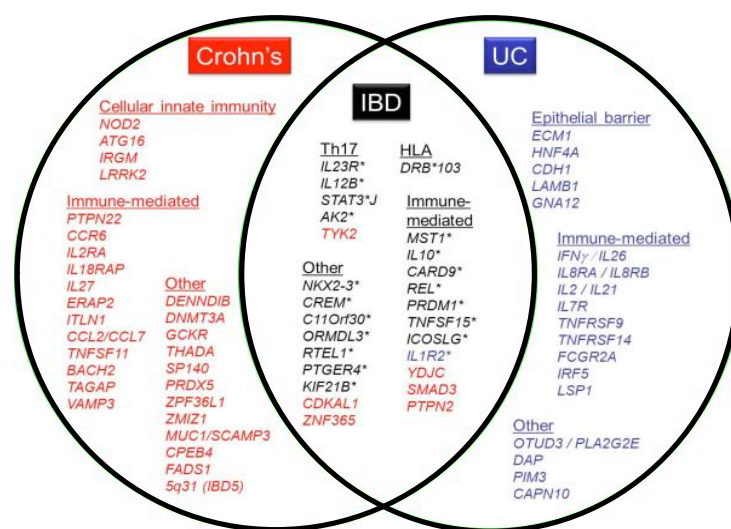 Crohn's
UC
IBD
Cellular innate immunity
NOD2
ATG16
IRGM
LRRK2
Immune-mediated
PTPN22
CCR6
IL2RA
IL18RAP
IL27
ERAP2
ITLN1
CCL2/CCL7
TNFSF11
BACH2
TAGAP
VAMP3
Other
DENNDIB
DNMT3A
GCKR
THADA
SP140
PRDX5
ZPF36L1
ZMIZ1
MUC1/SCAMP3
CPEB4
FADS1
5q31 (IBD5)
Th17
IL23R*
IL12B*
STAT3*J
AK2*
TYK2
Other
NKX2-3*
CREM*
C11Orf30*
ORMDL3*
RTEL1*
PTGER4*
KIF21B*
CDKAL1
ZNF365
HLA
DRB*103
Immune-
mediated
MST1*
IL10*
CARD9*
REL*
PRDM1*
TNFSF15*
ICOSLG*
IL1R2*
YDJC
SMAD3
PTPN2
Epithelial barrier
ECM1
HNF4A
CDH1
LAMB1
GNA12
Immune-mediated
IFNγ / IL26
IL8RA / IL8RB
IL2 / IL21
IL7R
TNFRSF9
TNFRSF14
FCGR2A
IRF5
LSP1
Other
OTUD3 / PLA2G2E
DAP
PIM3
CAPN10